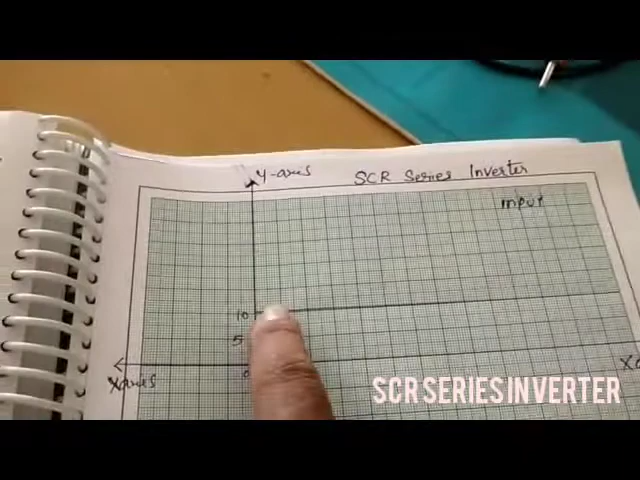 Y-axis
SCR Series Inverter
input
10
5
0
X axis
SCR SERIES INVERTER